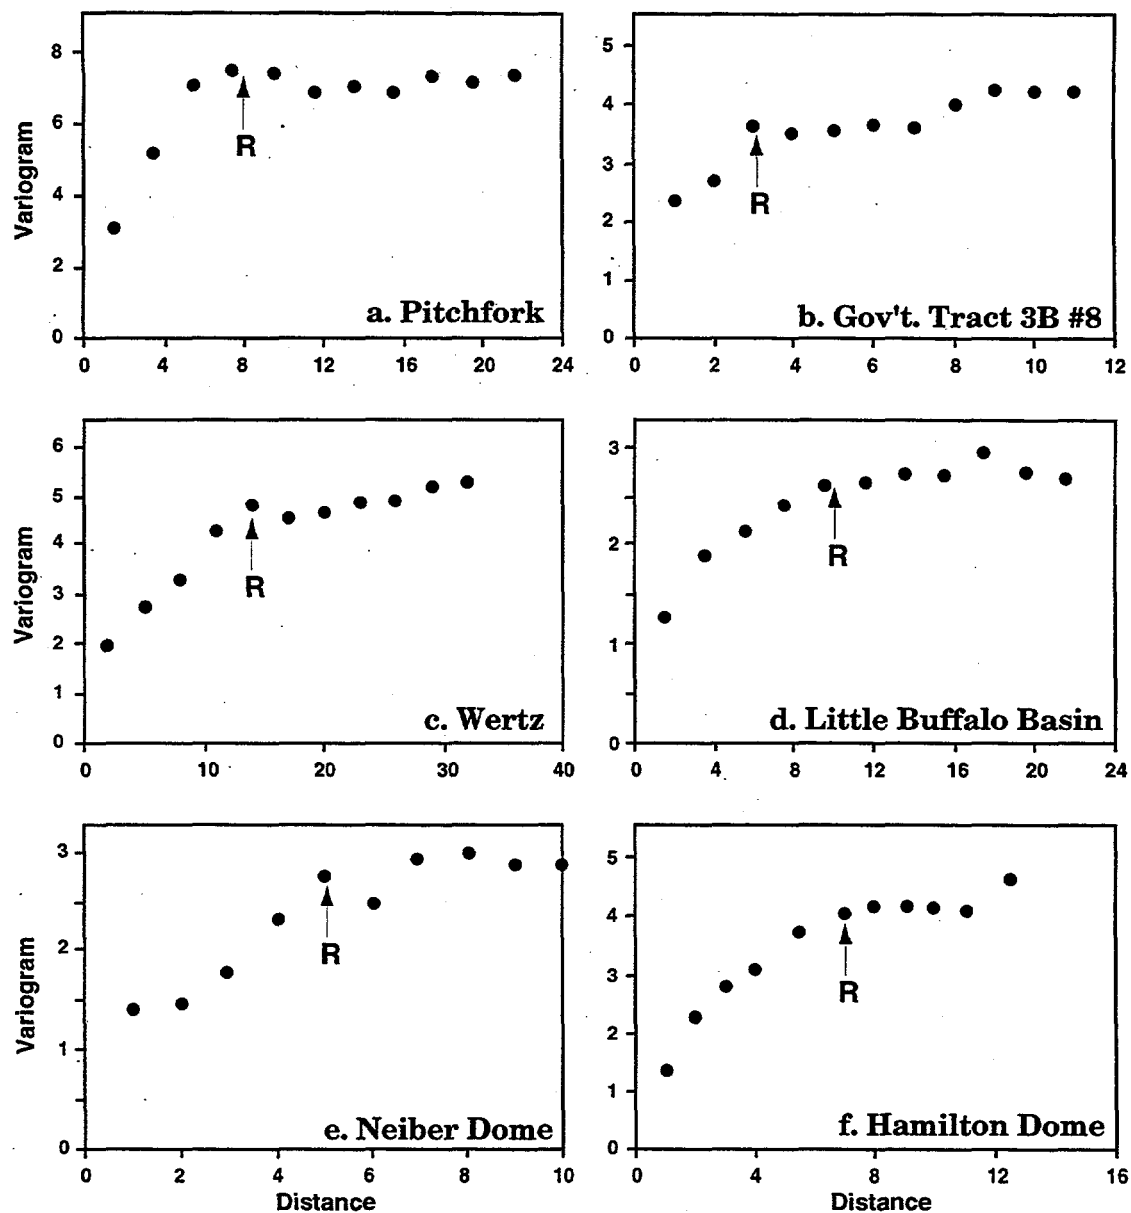 8
6
4
2
0
Variogram
R
a. Pitchfork
0 4 8 12 16 20 24
5
4
3
2
1
0
R
b. Gov't. Tract 3B #8
0 2 4 6 8 10 12
6
5
4
3
2
1
0
Variogram
R
c. Wertz
0 10 20 30 40
3
2
1
0
R
d. Little Buffalo Basin
0 4 8 12 16 20 24
3
2
1
0
Variogram
R
e. Neiber Dome
0 2 4 6 8 10
Distance
5
4
3
2
1
0
R
f. Hamilton Dome
0 4 8 12 16
Distance